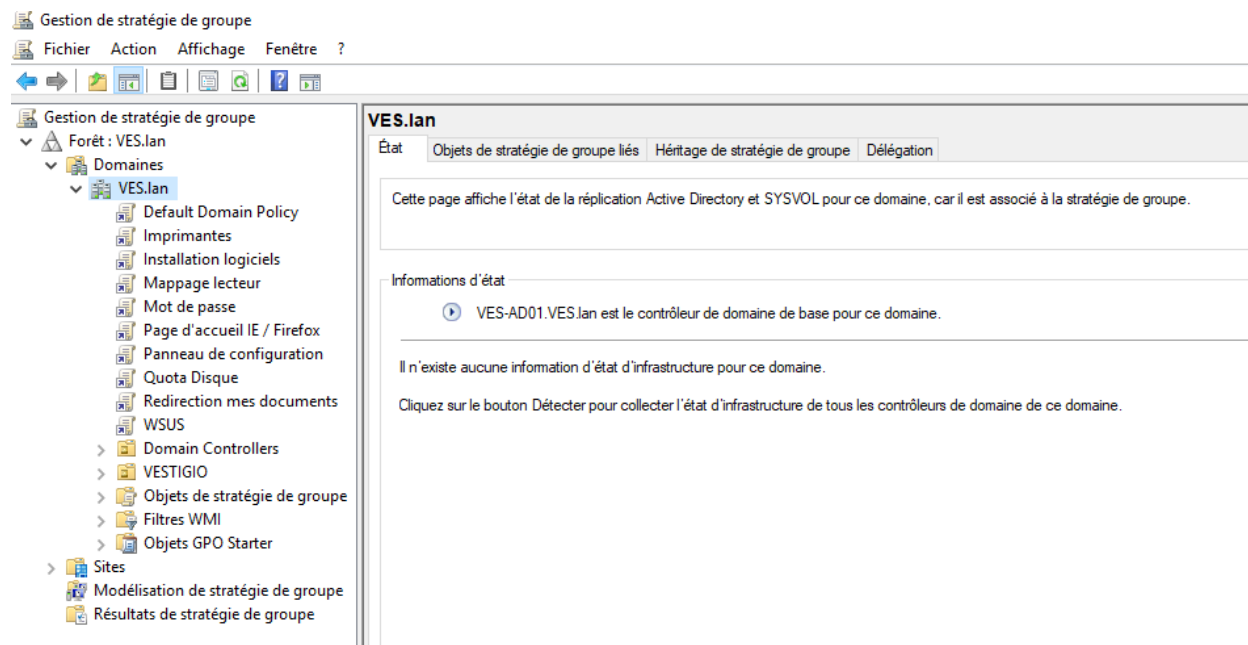 Gestion de stratégie de groupe
Fichier Action Affichage Fenêtre ?
Gestion de stratégie de groupe
Forêt : VES.lan
Domaines
VES.lan
Default Domain Policy
Imprimantes
Installation logiciels
Mappage lecteur
Mot de passe
Page d'accueil IE / Firefox
Panneau de configuration
Quota Disque
Redirection mes documents
WSUS
Domain Controllers
VESTIGIO
Objets de stratégie de groupe
Filtres WMI
Objets GPO Starter
Sites
Modélisation de stratégie de groupe
Résultats de stratégie de groupe
VES.lan
État Objets de stratégie de groupe liés Héritage de stratégie de groupe Délégation
Cette page affiche l'état de la réplication Active Directory et SYSVOL pour ce domaine, car il est associé à la stratégie de groupe.
Informations d'état
VES-AD01.VES.lan est le contrôleur de domaine de base pour ce domaine.
Il n'existe aucune information d'état d'infrastructure pour ce domaine.
Cliquez sur le bouton Détecter pour collecter l'état d'infrastructure de tous les contrôleurs de domaine de ce domaine.